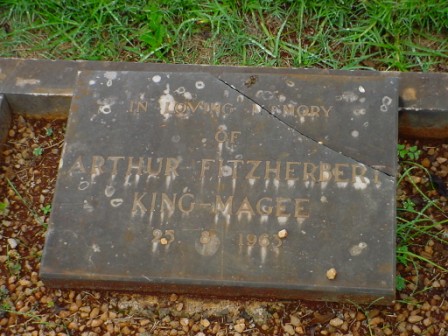 IN LOVING MEMORY
OF
ARTHUR FITZHERBERT
KING-MAGEE
25 1963